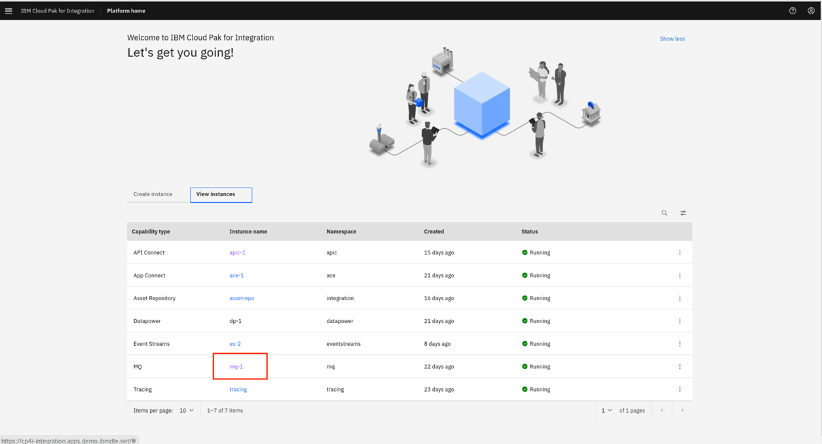 IBM Cloud Pak for Integration Platform home
Welcome to IBM Cloud Pak for Integration
Show less
Let's get you going!
Create instance View instances
Capability type Instance name Namespace Created Status
API Connect apic-1 apic 15 days ago Running
App Connect ace-1 ace 21 days ago Running
Asset Repository assetrepo integration 16 days ago Running
Datapower dp-1 datapower 21 days ago Running
Event Streams es-2 eventstreams 8 days ago Running
MQ mq-1 mq 22 days ago Running
Tracing tracing tracing 23 days ago Running
Items per page: 10 1–7 of 7 items 1 of 1 pages
https://cp4i-integration.apps.demo.ibmdte.net/#